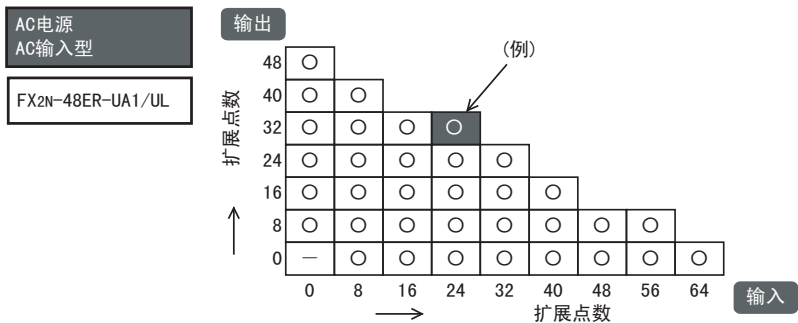 AC电源
AC输入型
FX2N-48ER-UA1/UL
输出
(例)
扩展点数
48 ○
40 ○ ○
32 ○ ○ ○ ○
24 ○ ○ ○ ○ ○
16 ○ ○ ○ ○ ○ ○
8 ○ ○ ○ ○ ○ ○ ○ ○
0 － ○ ○ ○ ○ ○ ○ ○ ○
0 8 16 24 32 40 48 56 64
扩展点数
输入